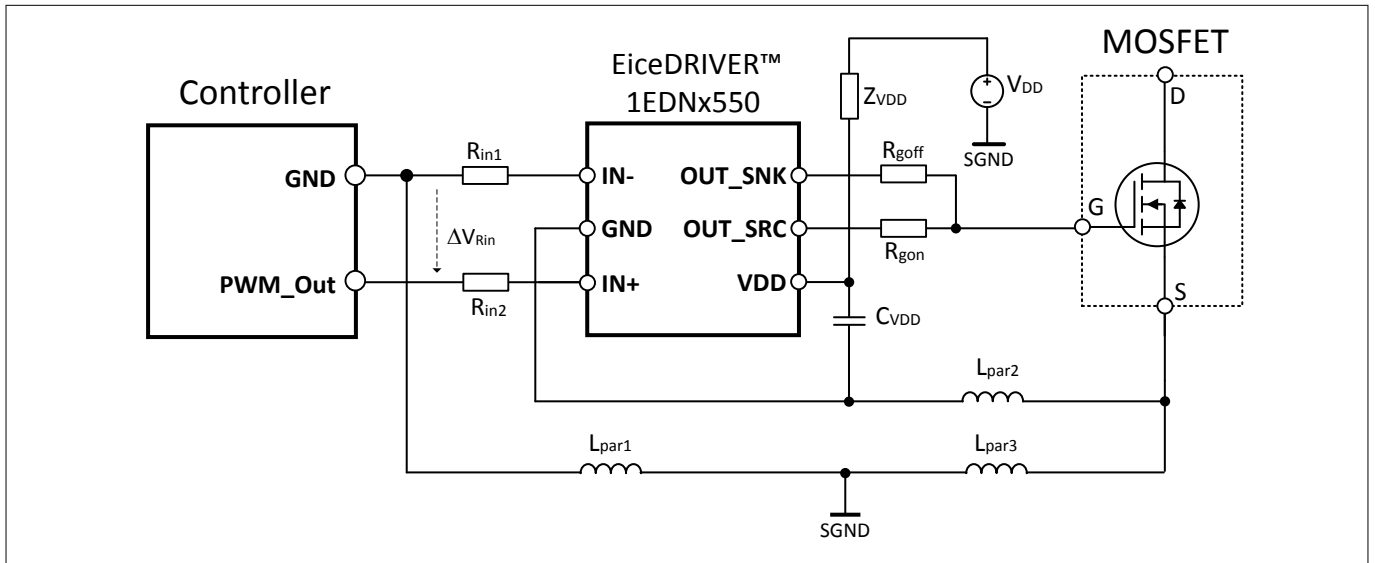 Controller
GND
PWM_Out
Rin1
ΔVRin
Rin2
EiceDRIVER™
1EDNx550
IN-
GND
IN+
OUT_SNK
OUT_SRC
VDD
ZVDD
VDD
SGND
Rgoff
Rgon
CVDD
MOSFET
D
G
S
Lpar2
Lpar1
Lpar3
SGND